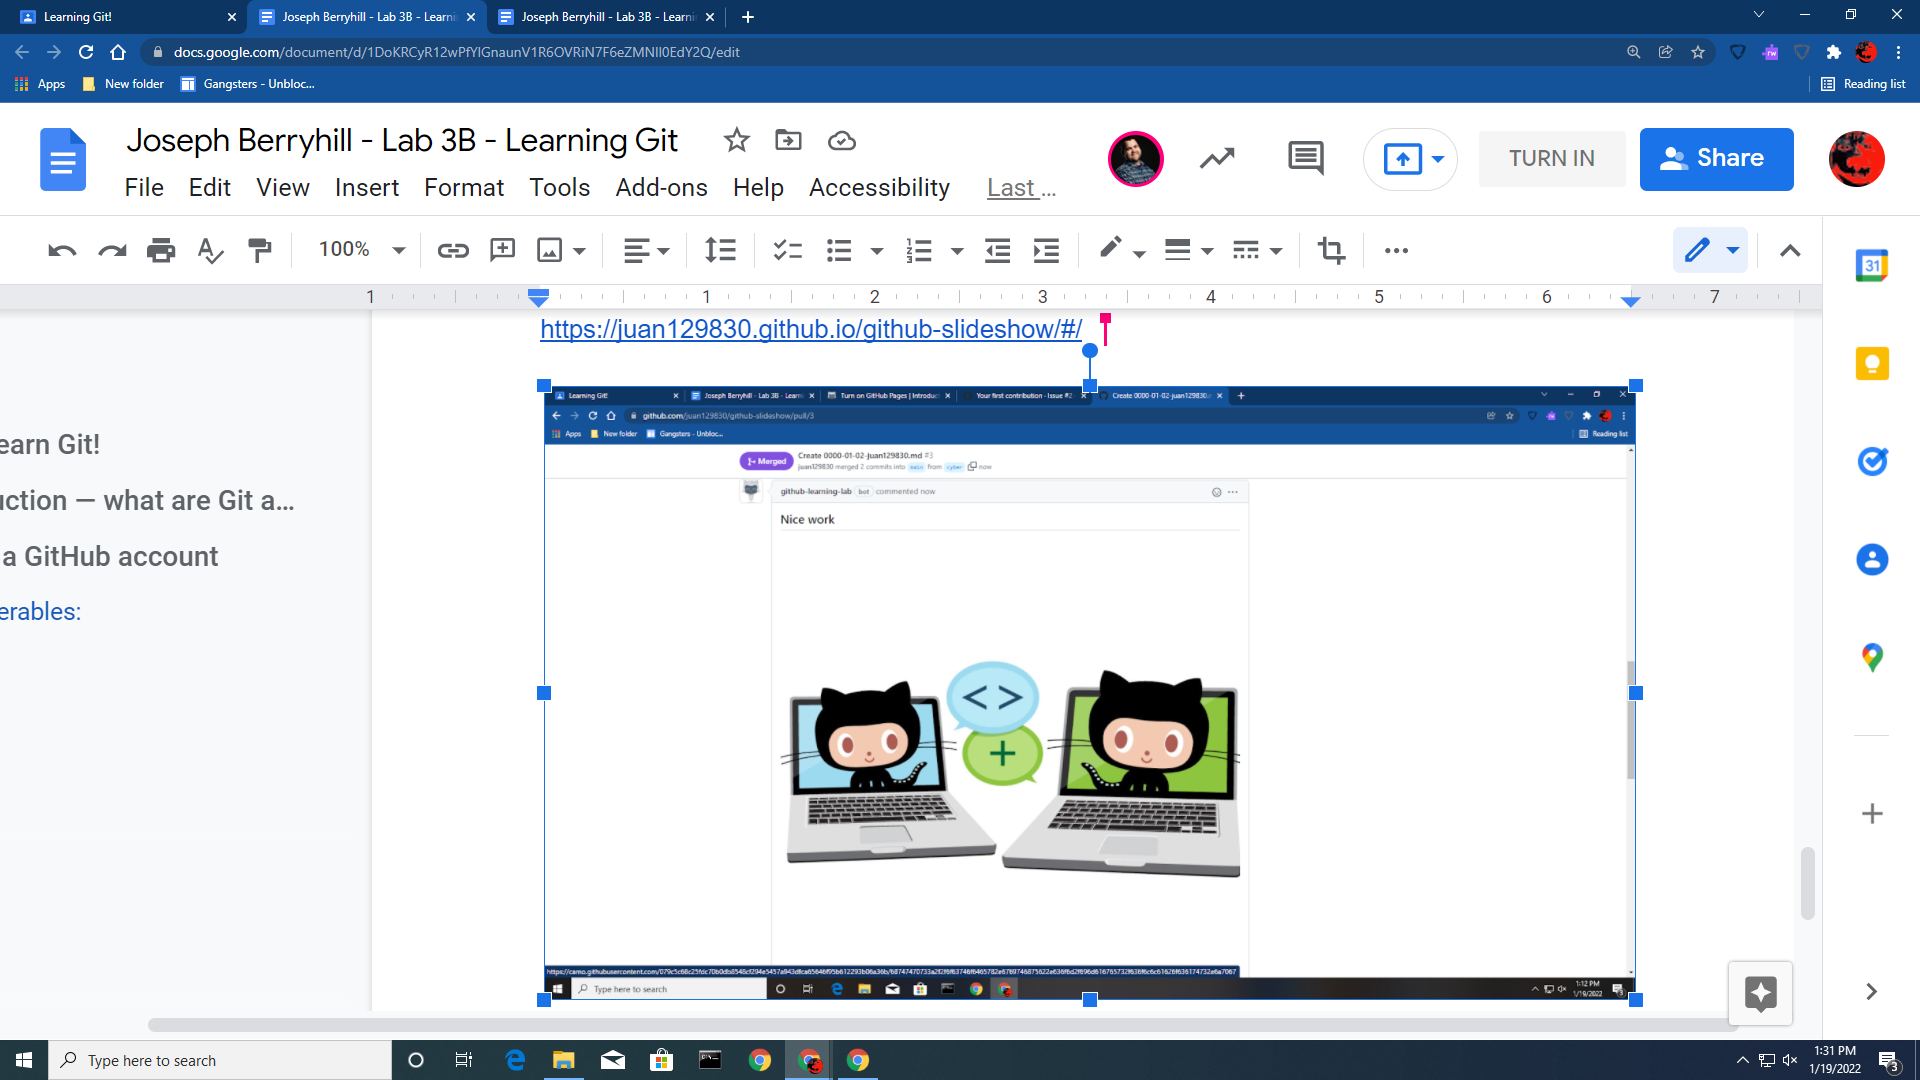 Learning Git!
Joseph Berryhill - Lab 3B - Learni
Joseph Berryhill - Lab 3B - Learni
Apps
New folder
Gangsters - Unbloc...
Reading list
Joseph Berryhill - Lab 3B - Learning Git
File Edit View Insert Format Tools Add-ons Help Accessibility Last ...
TURN IN
Share
100%
31
1 1 2 3 4 5 6 7
https://juan129830.github.io/github-slideshow/#/
earn Git!
uction — what are Git a...
a GitHub account
erables:
Learning Git!
Joseph Berryhill - Lab 3B - Learni
Turn on GitHub Pages | Introduc
Your first contribution - Issue #2
Create 0000-01-02-juan129830.m
github.com/juan129830/github-slideshow/pull/3
Apps
New folder
Gangsters - Unbloc...
Reading list
Merged
Create 0000-01-02-juan129830.md #3
juan129830 merged 2 commits into main from cyber now
github-learning-lab bot commented now
Nice work
Type here to search
1:12 PM
1/19/2022
Type here to search
1:31 PM
1/19/2022
3